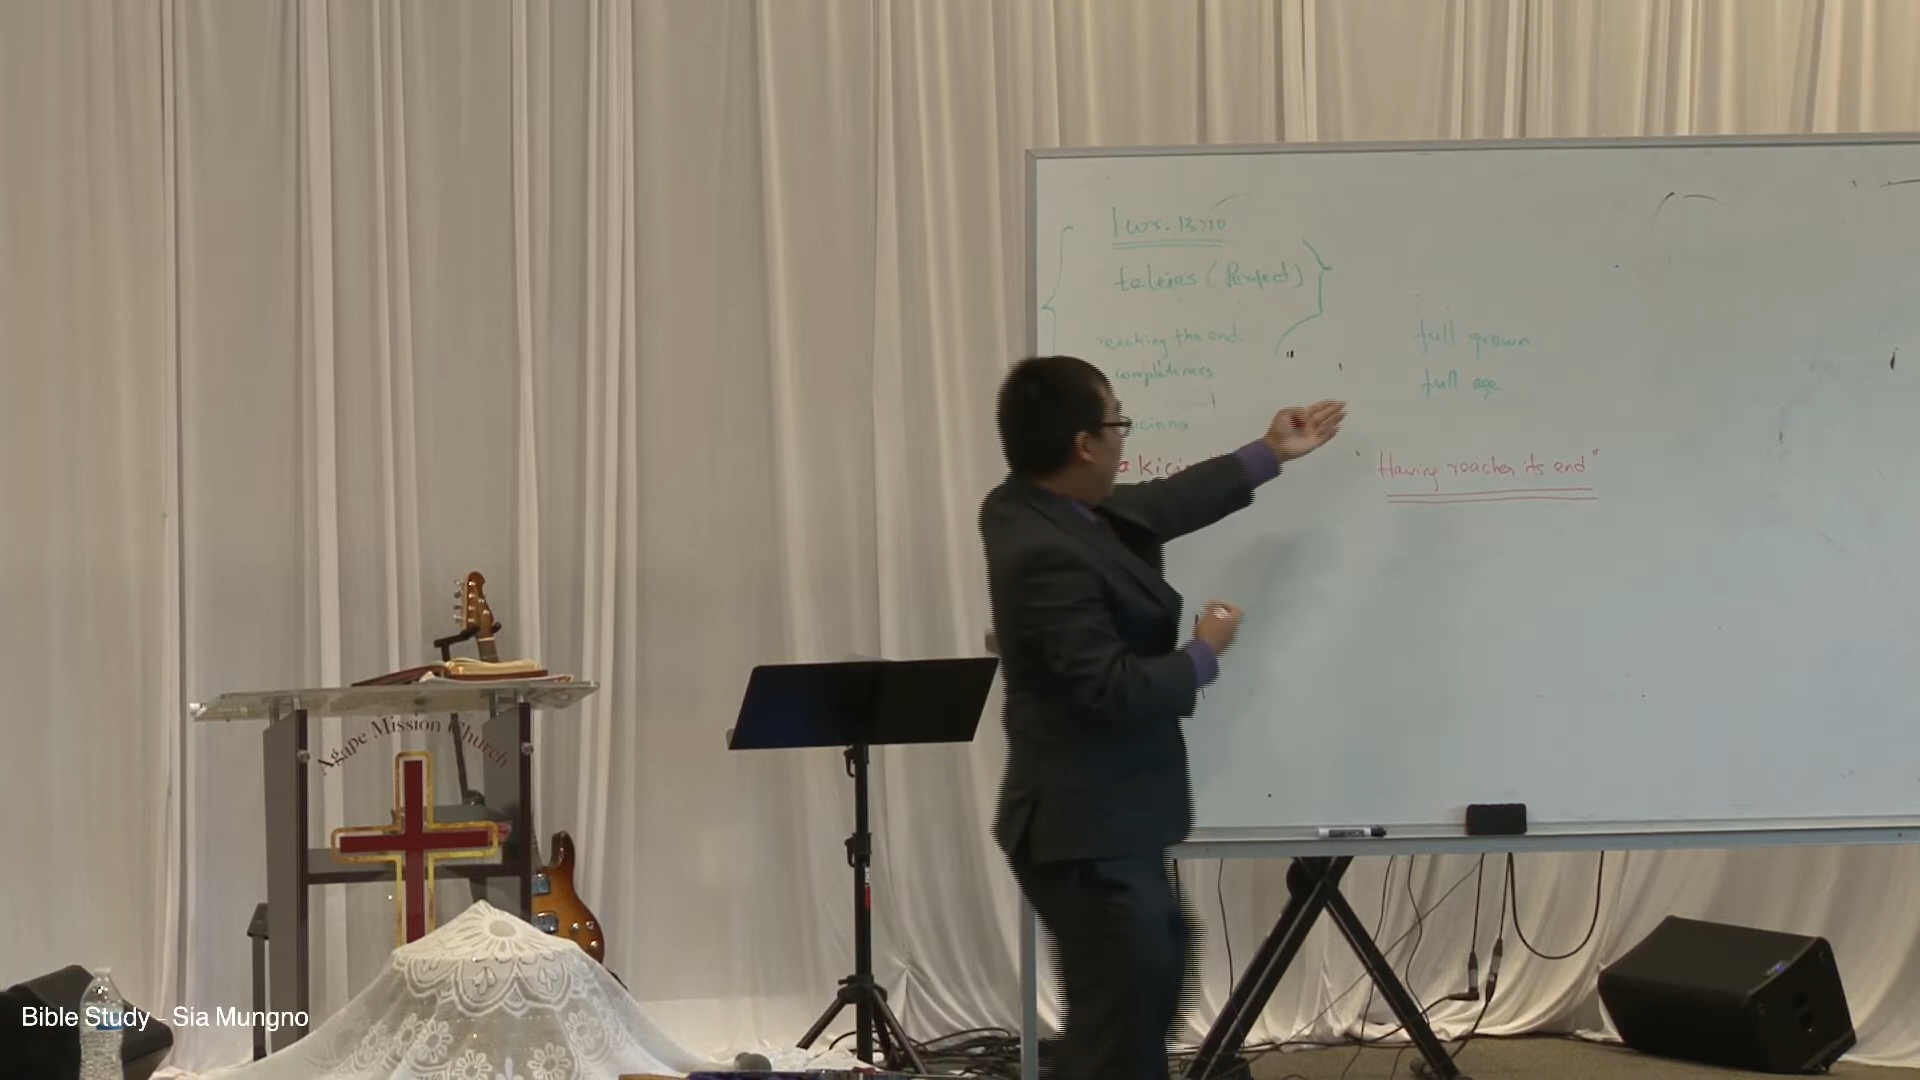 1 Cor. 13:10
teleios (Perfect)
reaching the end
completeness
full grown
full age
"Having reaches its end"
Agape Mission Church
Bible Study - Sia Mungno